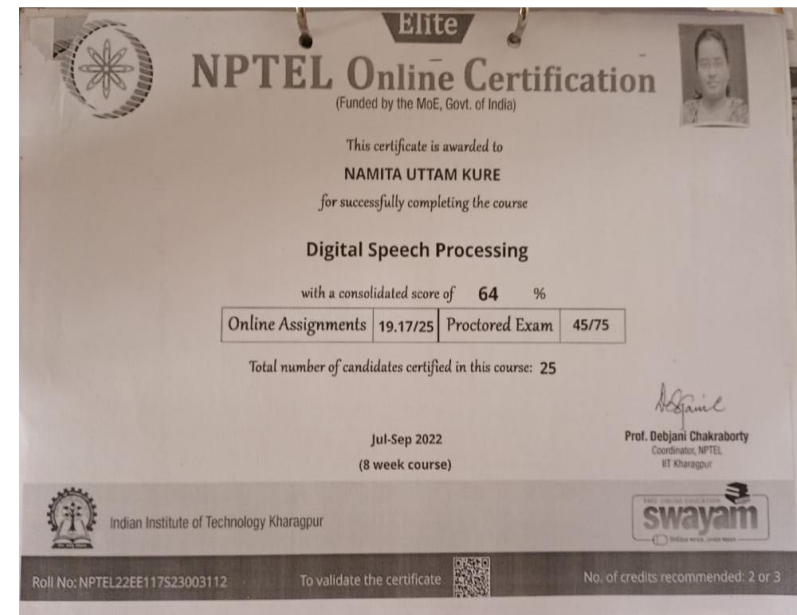 Elite
NPTEL Online Certification
(Funded by the MoE, Govt. of India)
This certificate is awarded to
NAMITA UTTAM KURE
for successfully completing the course
Digital Speech Processing
with a consolidated score of 64 %
Online Assignments 19.17/25 Proctored Exam 45/75
Total number of candidates certified in this course: 25
Jul-Sep 2022
(8 week course)
Prof. Debjani Chakraborty
Coordinator, NPTEL
IIT Kharagpur
Indian Institute of Technology Kharagpur
FREE ONLINE EDUCATION
swayam
Roll No: NPTEL22EE117S23003112
To validate the certificate
No. of credits recommended: 2 or 3